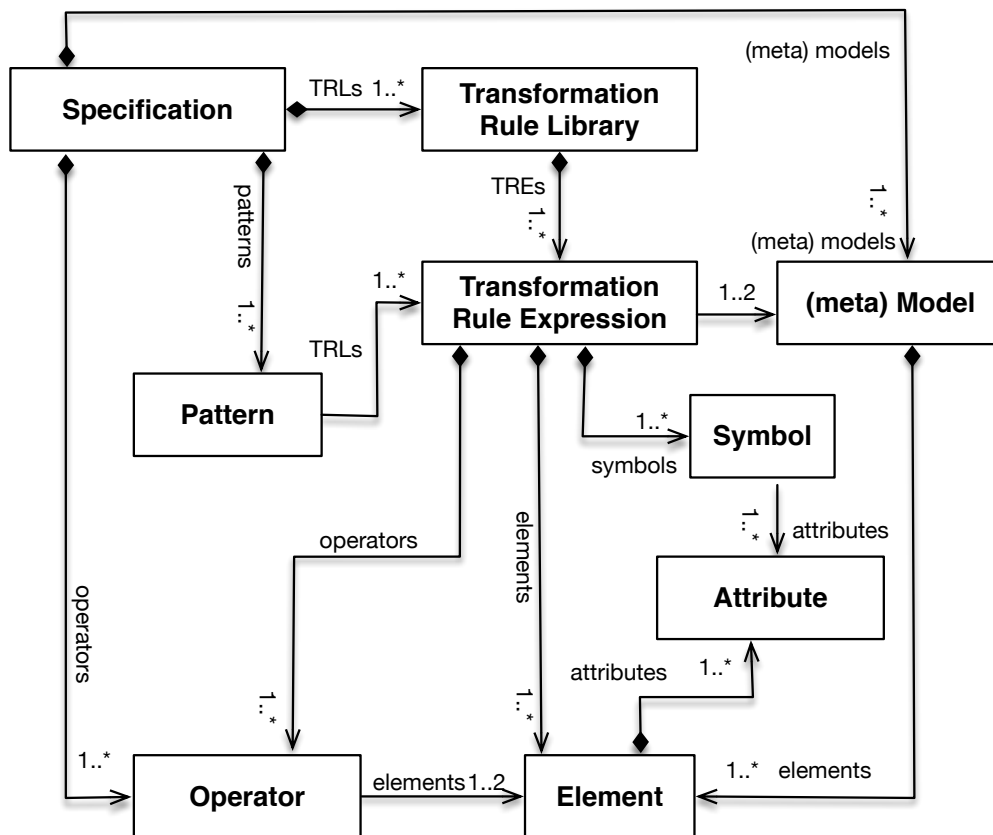 (meta) models
Specification
TRLs 1..*
Transformation
Rule Library
patterns
TREs
1..*
1..*
(meta) models
1..*
Transformation
Rule Expression
1..2
(meta) Model
1..*
TRLs
Pattern
1..*
symbols
Symbol
elements
operators
1..*
attributes
operators
Attribute
attributes
1..*
1..*
1..*
1..*
Operator
elements 1..2
Element
1..*
elements